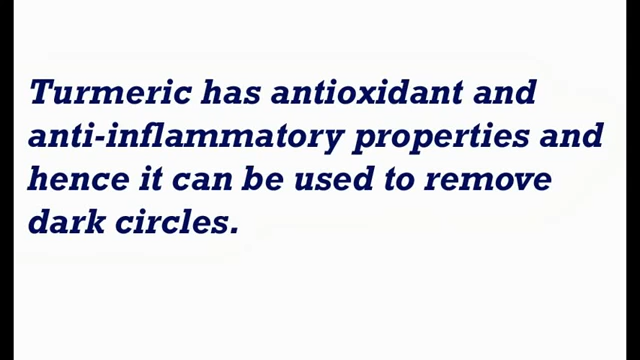 Turmeric has antioxidant and
anti-inflammatory properties and
hence it can be used to remove
dark circles.